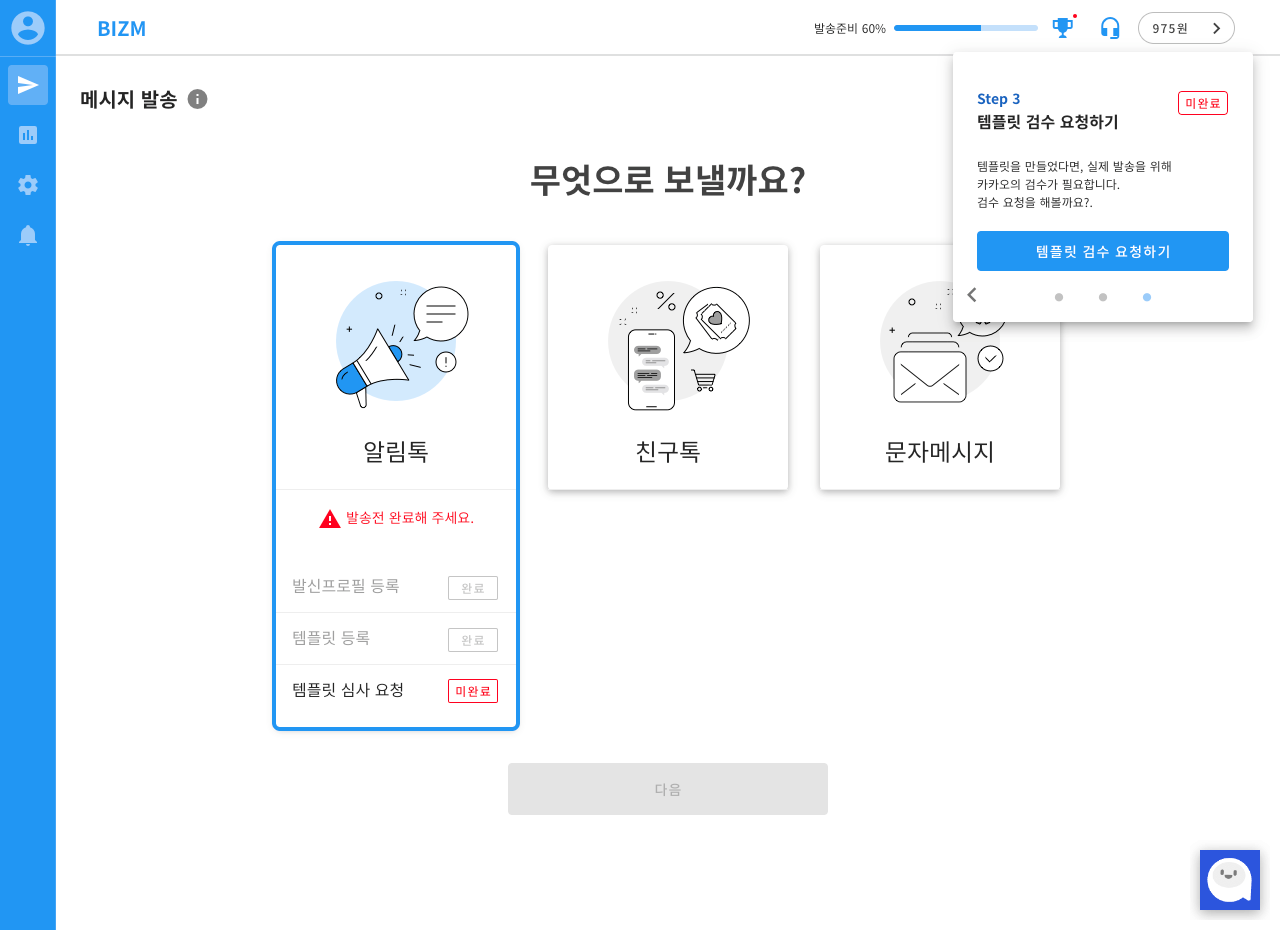 BIZM
발송준비 60%
975원
메시지 발송
Step 3
미완료
템플릿 검수 요청하기
템플릿을 만들었다면, 실제 발송을 위해
카카오의 검수가 필요합니다.
검수 요청을 해볼까요?.
템플릿 검수 요청하기
무엇으로 보낼까요?
알림톡
친구톡
문자메시지
발송전 완료해 주세요.
발신프로필 등록
완료
템플릿 등록
완료
템플릿 심사 요청
미완료
다음